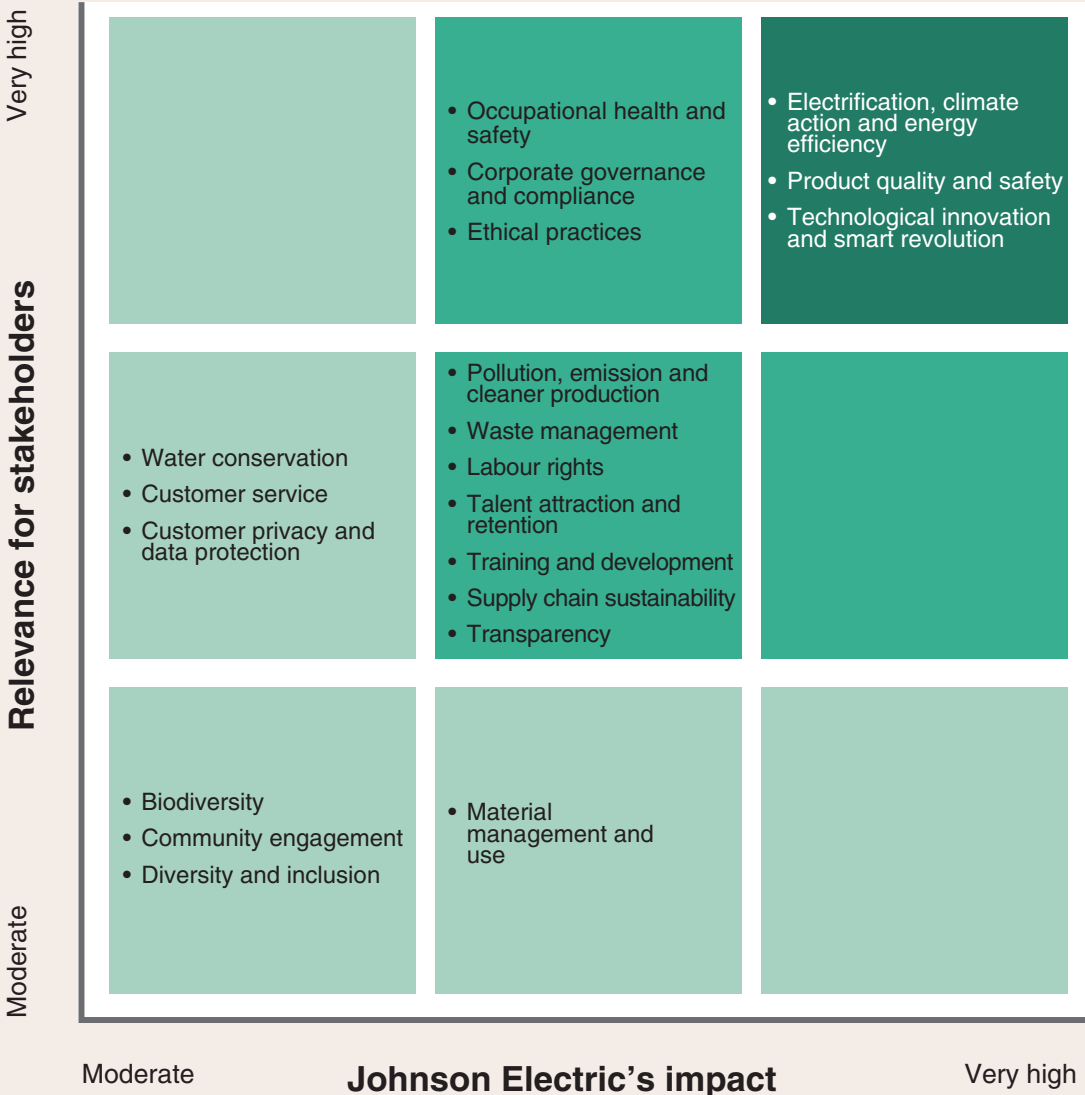 Very high
Relevance for stakeholders
Moderate
• Occupational health and
safety
• Corporate governance
and compliance
• Ethical practices
• Electrification, climate
action and energy
efficiency
• Product quality and safety
• Technological innovation
and smart revolution
• Water conservation
• Customer service
• Customer privacy and
data protection
• Pollution, emission and
cleaner production
• Waste management
• Labour rights
• Talent attraction and
retention
• Training and development
• Supply chain sustainability
• Transparency
• Biodiversity
• Community engagement
• Diversity and inclusion
• Material
management and
use
Moderate
Johnson Electric's impact
Very high